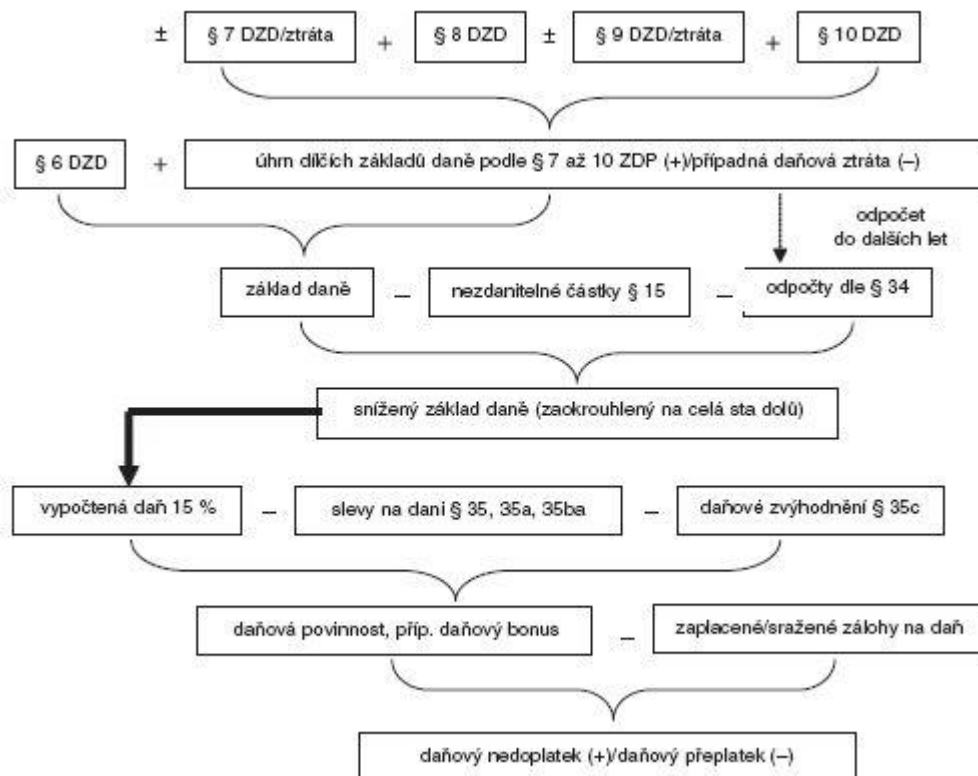 ± § 7 DZD/ztráta + § 8 DZD ± § 9 DZD/ztráta + § 10 DZD
§ 6 DZD + úhrn dílčích základů daně podle § 7 až 10 ZDP (+)/případná daňová ztráta (–)
odpočet
do dalších let
základ daně – nezdanitelné částky § 15 – odpočty dle § 34
snížený základ daně (zaokrouhlený na celá sta dolů)
vypočtená daň 15 % – slevy na dani § 35, 35a, 35ba – daňové zvýhodnění § 35c
daňová povinnost, příp. daňový bonus – zaplacené/sražené zálohy na daň
daňový nedoplatek (+)/daňový přeplatek (–)